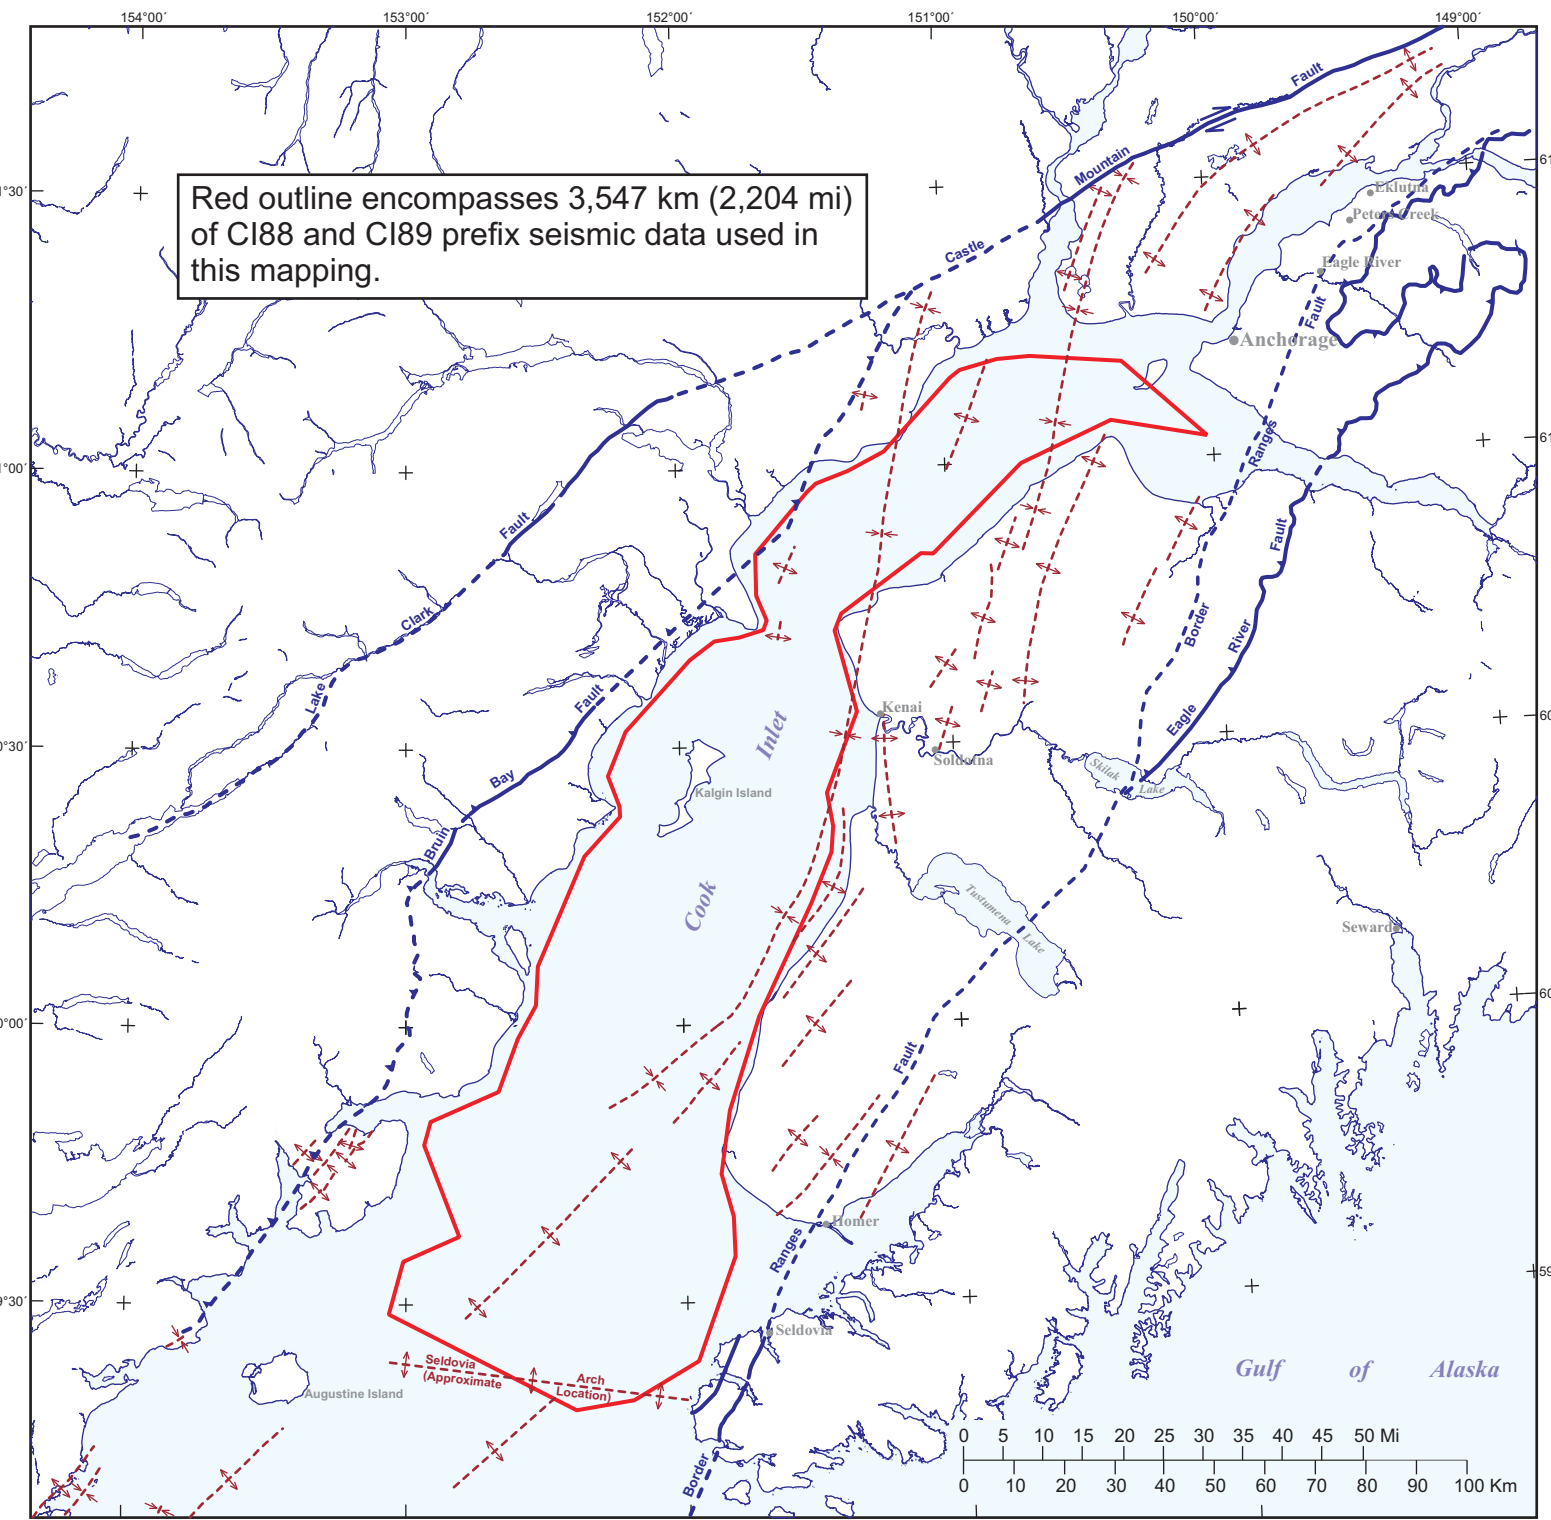 154°00´
153°00´
152°00´
151°00´
150°00´
149°00´
Red outline encompasses 3,547 km (2,204 mi)
of CI88 and CI89 prefix seismic data used in
this mapping.
Castle
Mountain
Fault
Eklutna
Peters Creek
Eagle River
Anchorage
Fault
Ranges
Border
Fault
River
Eagle
Lake
Clark
Fault
Bruin
Bay
Fault
Cook
Inlet
Kalgin Island
Kenai
Soldotna
Skilak
Lake
Tustumena
Lake
Seward
Fault
Ranges
Border
Homer
Seldovia
Seldovia
Arch
(Approximate
Location)
Augustine Island
Gulf of Alaska
0 5 10 15 20 25 30 35 40 45 50 Mi
0 10 20 30 40 50 60 70 80 90 100 Km